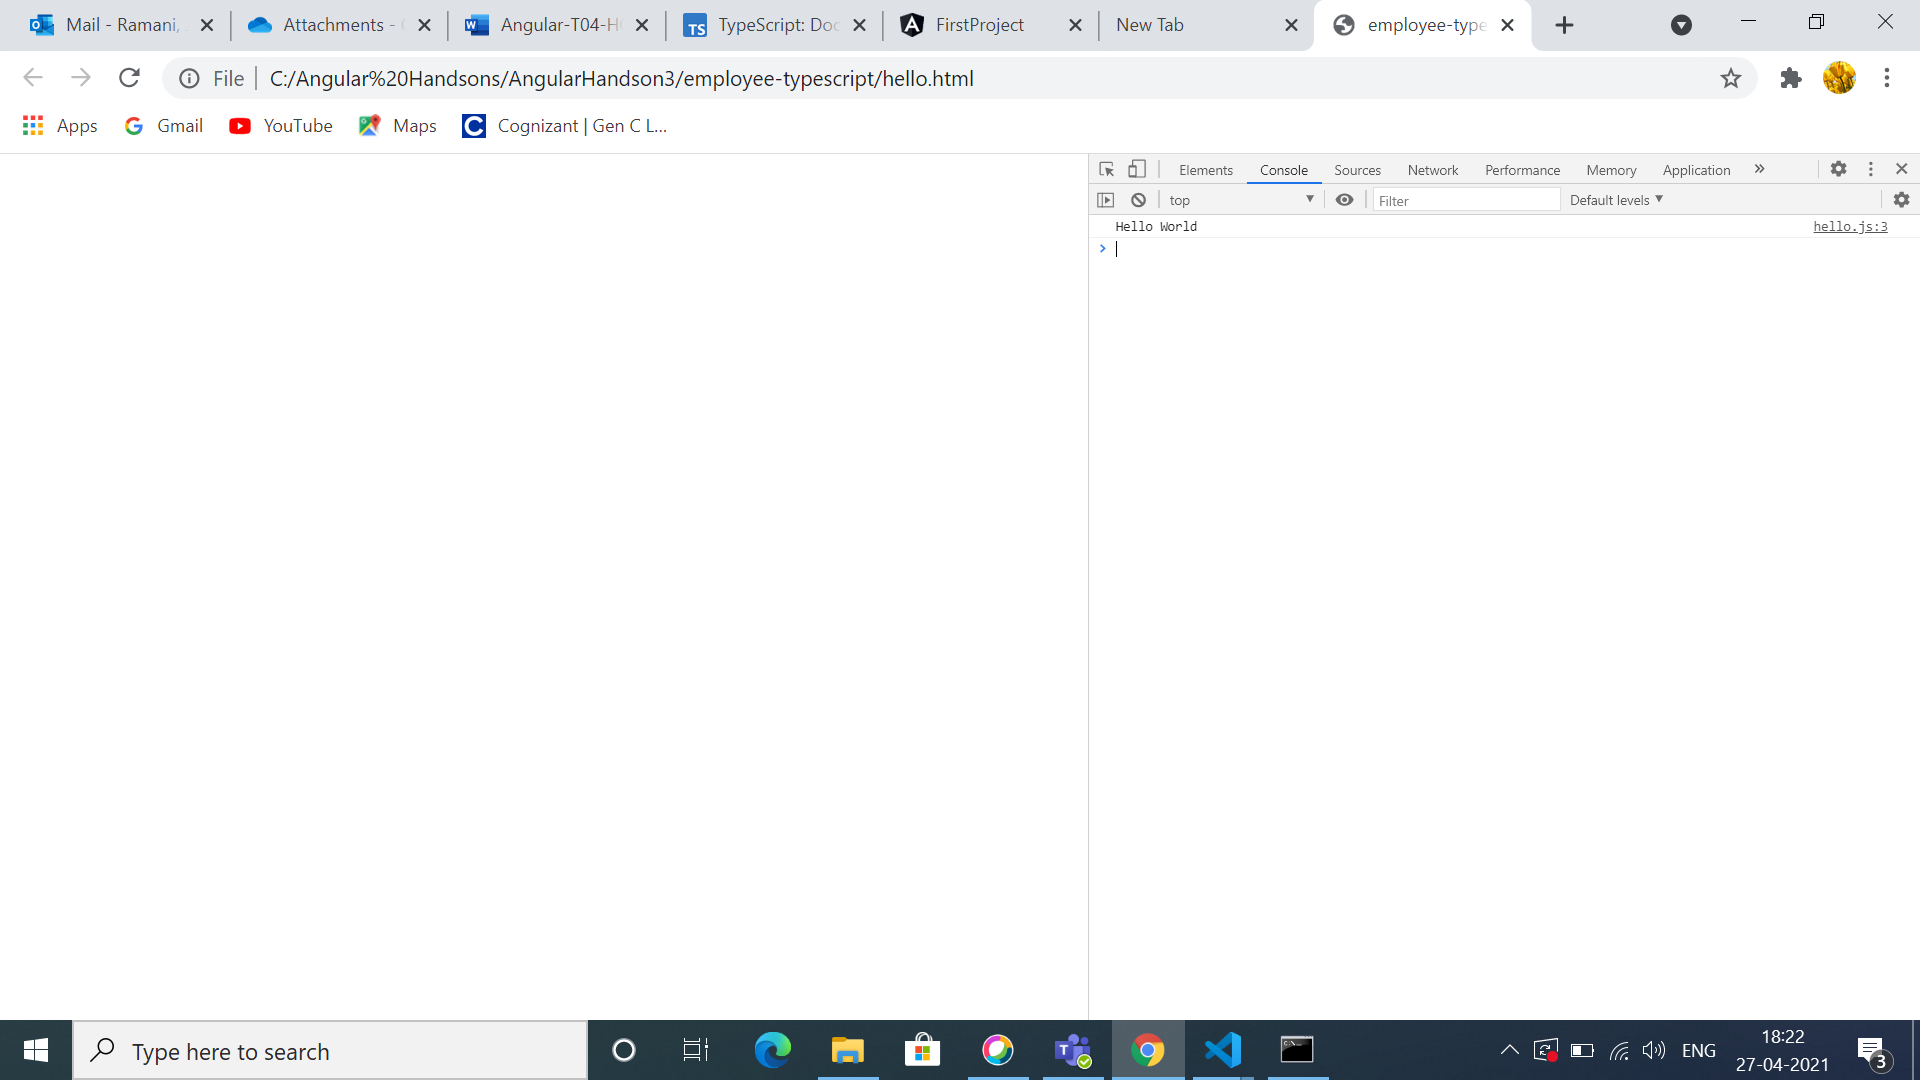 Mail - Ramani,
Attachments -
Angular-T04-H
TypeScript: Doc
FirstProject
New Tab
employee-type
File
C:/Angular%20Handsons/AngularHandson3/employee-typescript/hello.html
Apps
Gmail
YouTube
Maps
Cognizant | Gen C L...
Elements
Console
Sources
Network
Performance
Memory
Application
top
Filter
Default levels
Hello World
hello.js:3
Type here to search
ENG
18:22
27-04-2021
3